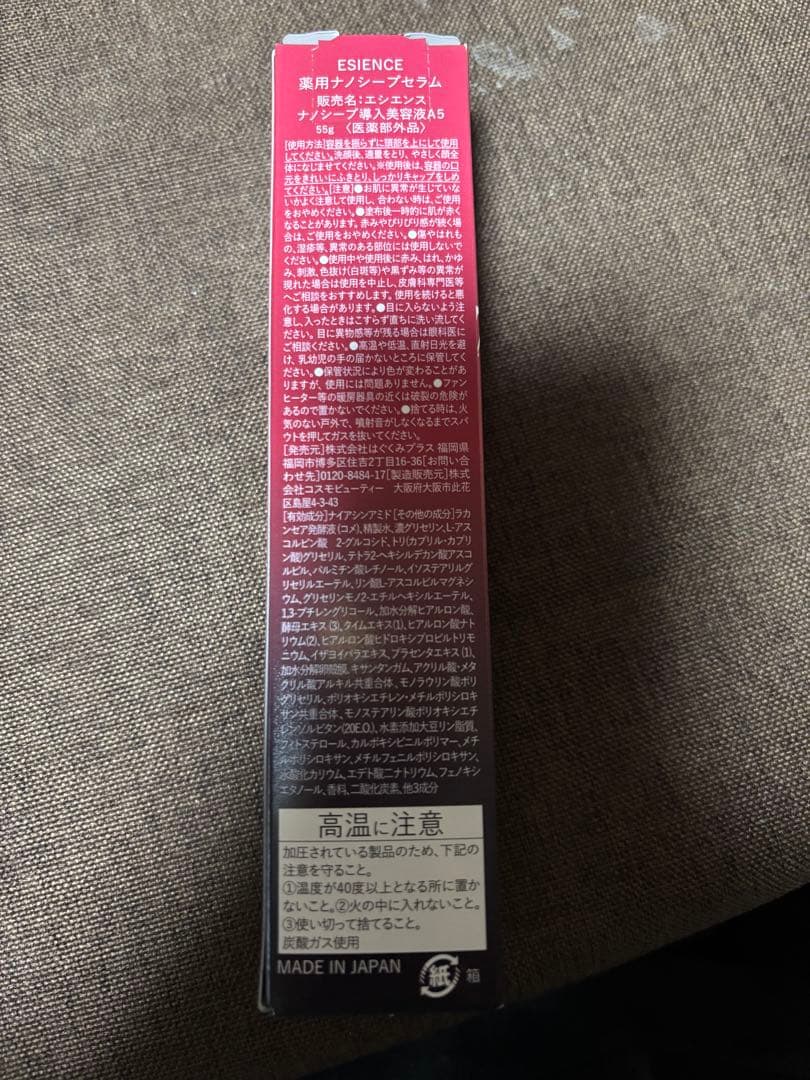 ESIENCE
薬用ナノシープセラム
販売名:エシエンス
ナノシープ導入美容液A5
55g 〈医薬部外品〉
[使用方法]容器を振らずに頭部を上にして使用
してください。洗顔後、適量をとり、やさしく顔全
体になじませてください。※使用後は、容器の口
元をきれいにふきとり、しっかりキャップをしめ
てください。[注意]●お肌に異常が生じていな
いかよく注意して使用し、合わない時は、ご使用
をおやめください。●塗布後一時的に肌が赤く
なることがあります。赤みやぴりぴり感が続く場
合は、ご使用をおやめください。●傷やはれも
の、湿疹等、異常のある部位には使用しないで
ください。●使用中や使用後に赤み、はれ、かゆ
み、刺激、色抜け(白斑等)や黒ずみ等の異常が
現れた場合は使用を中止し、皮膚科専門医等
へご相談をおすすめします。使用を続けると悪
化する場合があります。●目に入らないよう注
意し、入ったときはこすらず直ちに洗い流してく
ださい。目に異物感等が残る場合は眼科医に
ご相談ください。●高温や低温、直射日光を避
け、乳幼児の手の届かないところに保管してく
ださい。●保管状況により色が変わることがあ
りますが、使用には問題ありません。●ファン
ヒーター等の暖房器具の近くは破裂の危険が
あるので置かないでください。●捨てる時は、火
気のない戸外で、噴射音がしなくなるまでスパ
ウトを押してガスを抜いてください。
[発売元]株式会社はぐくみプラス 福岡県
福岡市博多区住吉2丁目16-36[お問い合
わせ先]0120-8484-17[製造販売元]株式
会社コスモビューティー 大阪府大阪市此花
区島屋4-3-43
[有効成分]ナイアシンアミド[その他の成分]ラカ
ンセア発酵液(コメ)、精製水、濃グリセリン、L-アス
コルビン酸 2-グルコシド、トリ(カプリル・カプリ
ン酸)グリセリル、テトラ2-ヘキシルデカン酸アスコ
ルビル、パルミチン酸レチノール、イソステアリルグ
リセリルエーテル、リン酸L-アスコルビルマグネシ
ウム、グリセリンモノ2-エチルヘキシルエーテル、
1,3-ブチレングリコール、加水分解ヒアルロン酸、
酵母エキス(3)、タイムエキス(1)、ヒアルロン酸ナト
リウム(2)、ヒアルロン酸ヒドロキシプロピルトリモ
ニウム、イザヨイバラエキス、プラセンタエキス(1)、
加水分解卵殻膜、キサンタンガム、アクリル酸・メタ
クリル酸アルキル共重合体、モノラウリン酸ポリ
グリセリル、ポリオキシエチレン・メチルポリシロキ
サン共重合体、モノステアリン酸ポリオキシエチ
レンソルビタン(20E.O.)、水素添加大豆リン脂質、
フィトステロール、カルボキシビニルポリマー、メチ
ルポリシロキサン、メチルフェニルポリシロキサン、
水酸化カリウム、エデト酸二ナトリウム、フェノキシ
エタノール、香料、二酸化炭素、他3成分
高温に注意
加圧されている製品のため、下記の
注意を守ること。
①温度が40度以上となる所に置か
ないこと。②火の中に入れないこと。
③使い切って捨てること。
炭酸ガス使用
MADE IN JAPAN
紙 箱